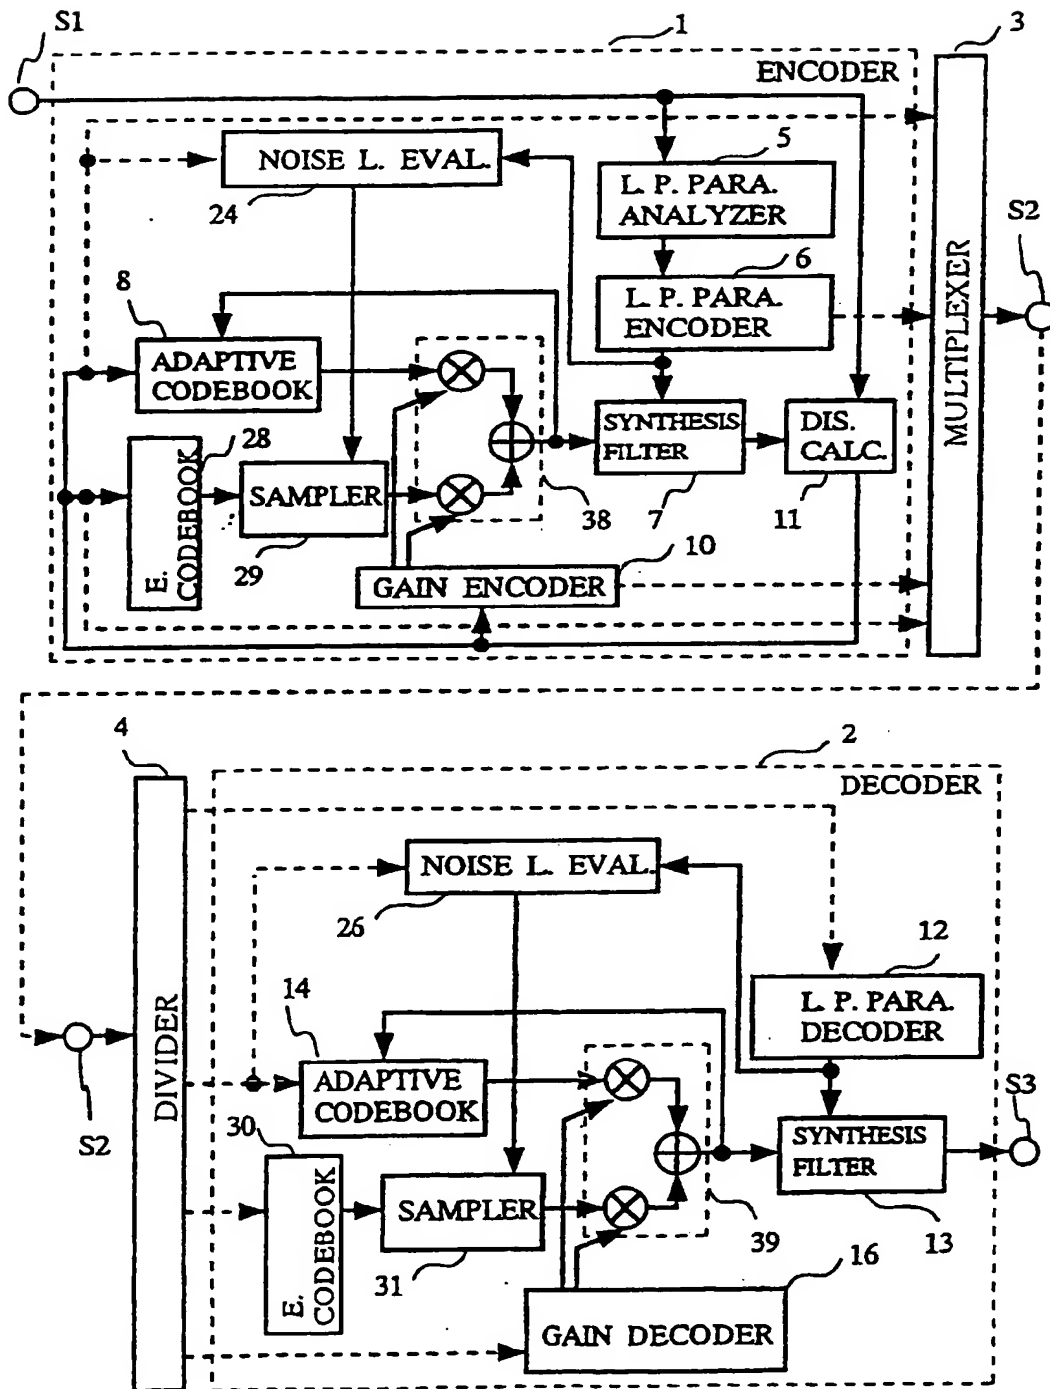 S1
1
3
ENCODER
NOISE L. EVAL.
24
5
L. P. PARA.
ANALYZER
S2
6
L. P. PARA.
ENCODER
MULTIPLEXER
8
ADAPTIVE
CODEBOOK
SYNTHESIS
FILTER
DIS.
CALC.
28
E.
CODEBOOK
SAMPLER
29
38
7
11
10
GAIN ENCODER
4
2
DECODER
NOISE L. EVAL.
26
12
L. P. PARA.
DECODER
14
ADAPTIVE
CODEBOOK
DIVIDER
S2
S3
30
E.
CODEBOOK
SAMPLER
31
SYNTHESIS
FILTER
39
13
16
GAIN DECODER